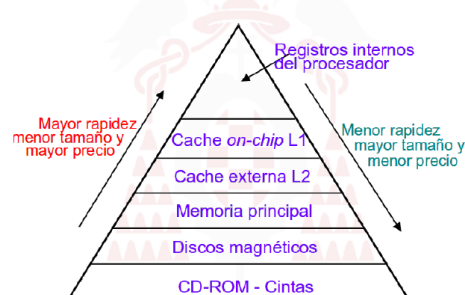 Registros internos
del procesador
Mayor rapidez
menor tamaño y
mayor precio
Menor rapidez
mayor tamaño y
menor precio
Cache on-chip L1
Cache externa L2
Memoria principal
Discos magnéticos
CD-ROM - Cintas